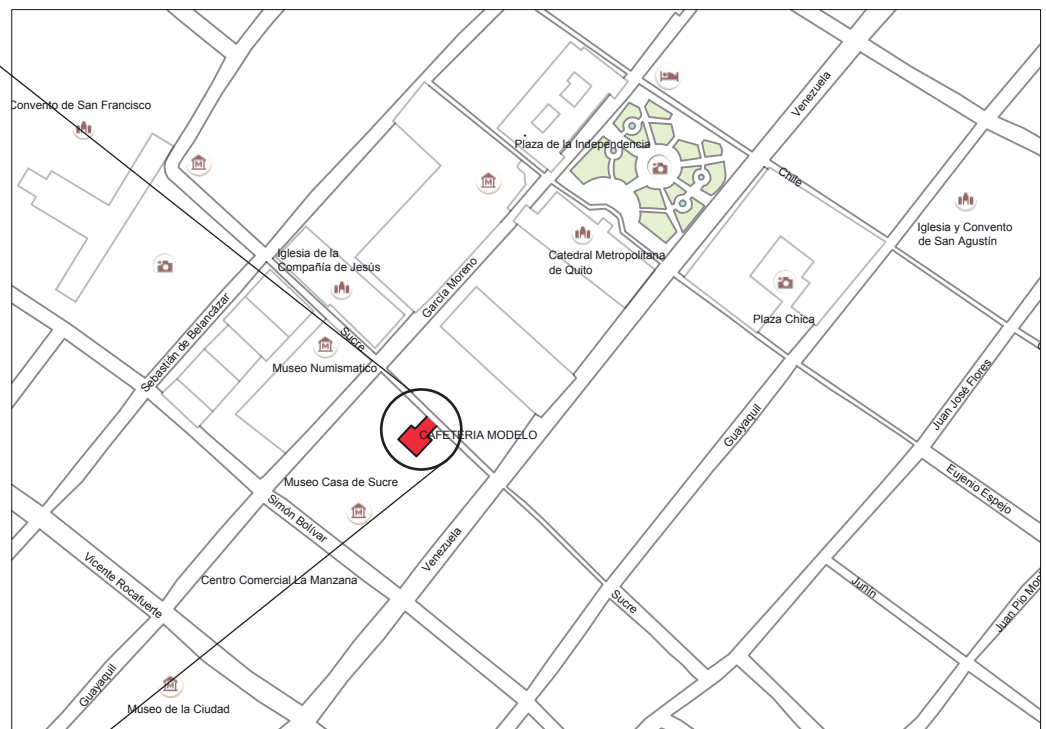 Convento de San Francisco
Venezuela
Plaza de la Independencia
Chile
Iglesia y Convento
de San Agustín
Iglesia de la
Compañía de Jesús
Catedral Metropolitana
de Quito
García Moreno
Sebastián de Belancázar
Sucre
Plaza Chica
Museo Numismatico
Juan José Flores
Guayaquil
CAFETERIA MODELO
Eujenio Espejo
Museo Casa de Sucre
Simón Bolívar
Venezuela
Vicente Rocafuerte
Centro Comercial La Manzana
Junín
Sucre
Juan Pio Mon
Guayaquil
Museo de la Ciudad
M
M
M
M
M